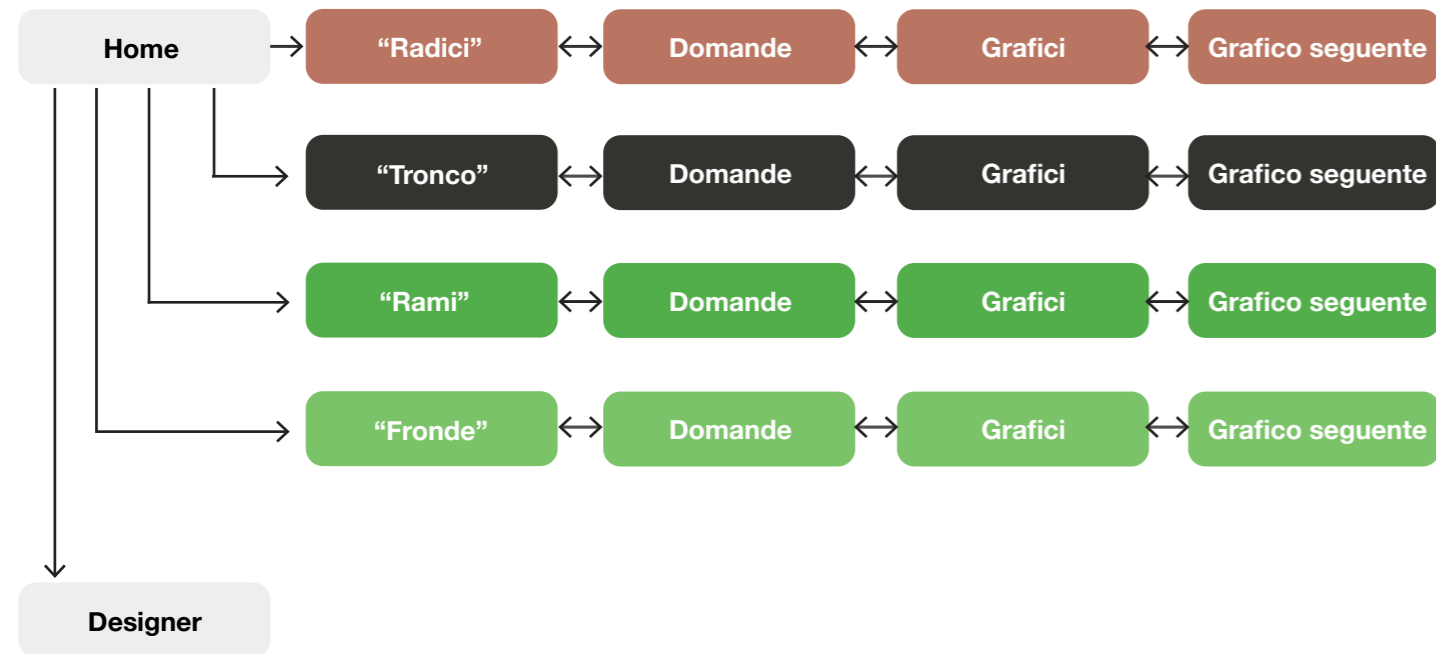 Home
“Radici”
Domande
Grafici
Grafico seguente
“Tronco”
Domande
Grafici
Grafico seguente
“Rami”
Domande
Grafici
Grafico seguente
“Fronde”
Domande
Grafici
Grafico seguente
Designer